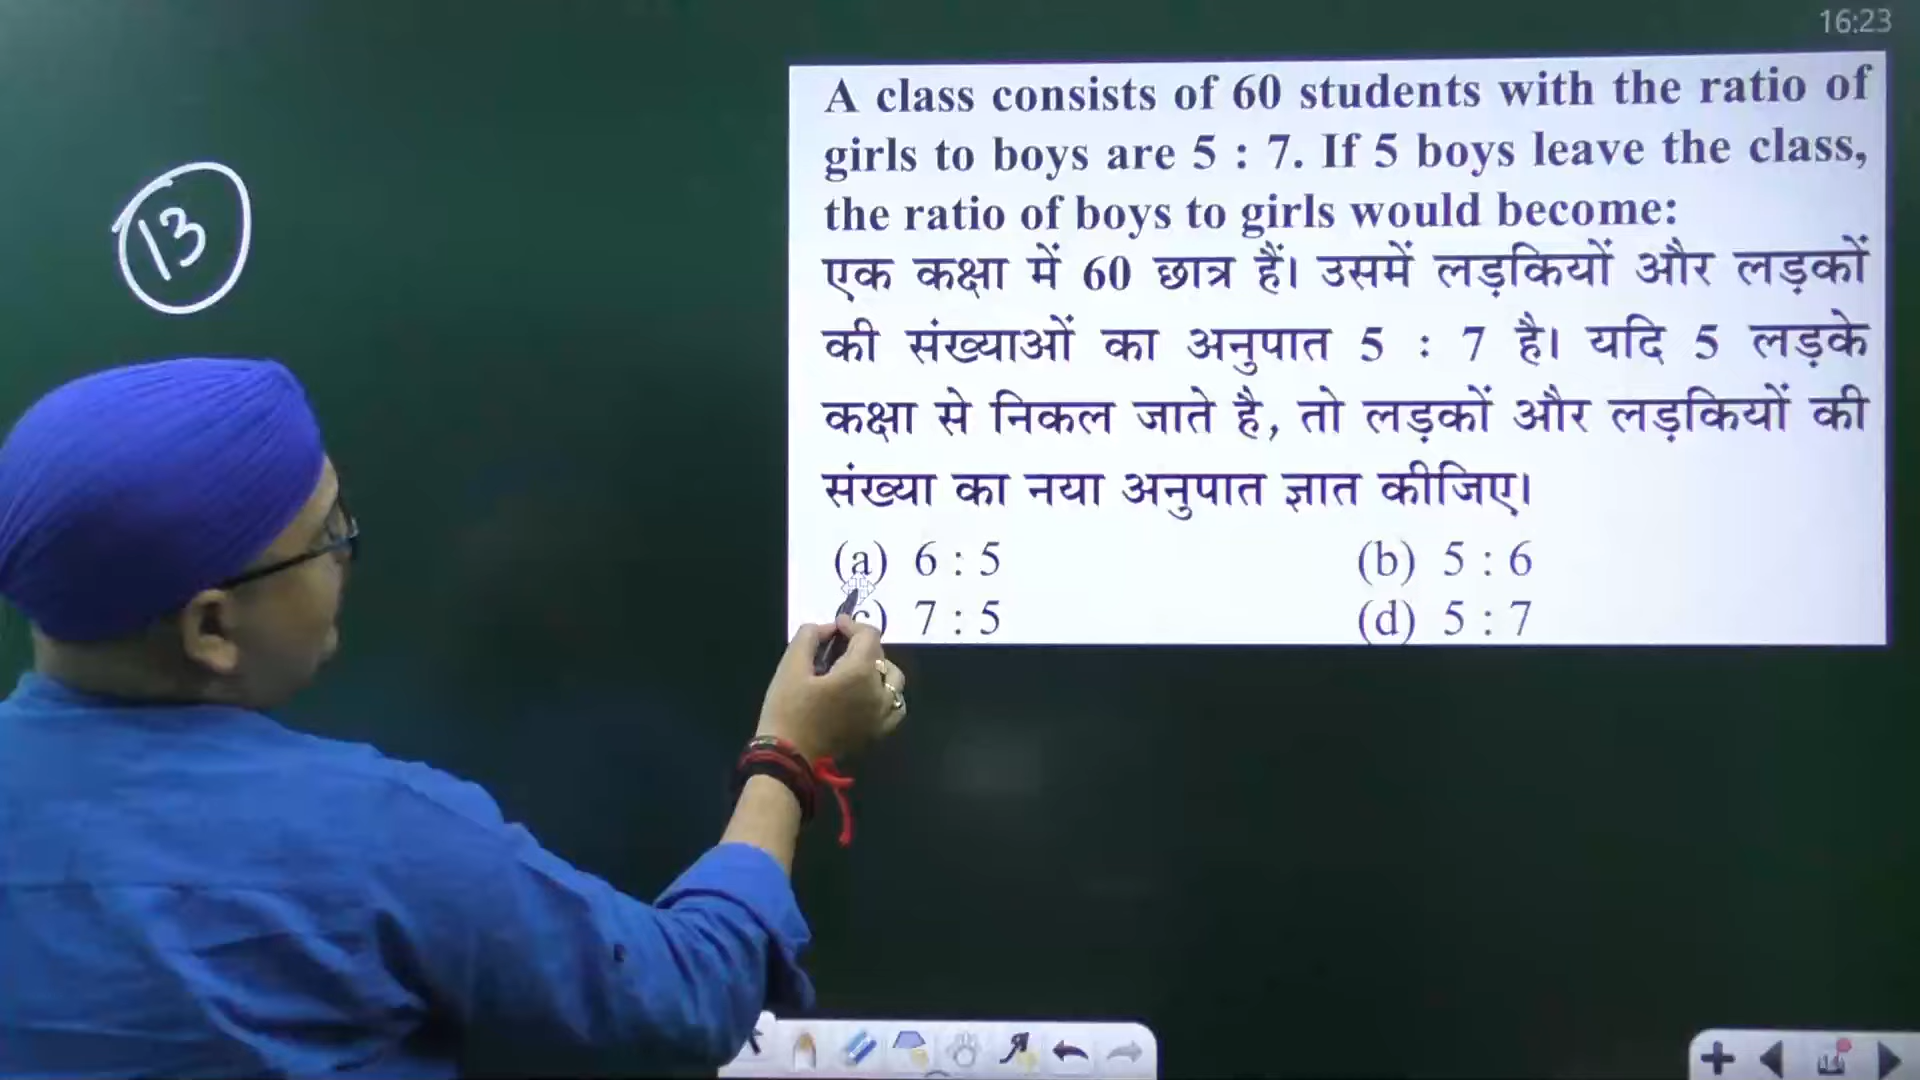 16:23
13
A class consists of 60 students with the ratio of
girls to boys are 5 : 7. If 5 boys leave the class,
the ratio of boys to girls would become:
एक कक्षा में 60 छात्र हैं। उसमें लड़कियों और लड़कों
की संख्याओं का अनुपात 5 : 7 है। यदि 5 लड़के
कक्षा से निकल जाते है, तो लड़कों और लड़कियों की
संख्या का नया अनुपात ज्ञात कीजिए।
(a) 6 : 5 (b) 5 : 6
(c) 7 : 5 (d) 5 : 7